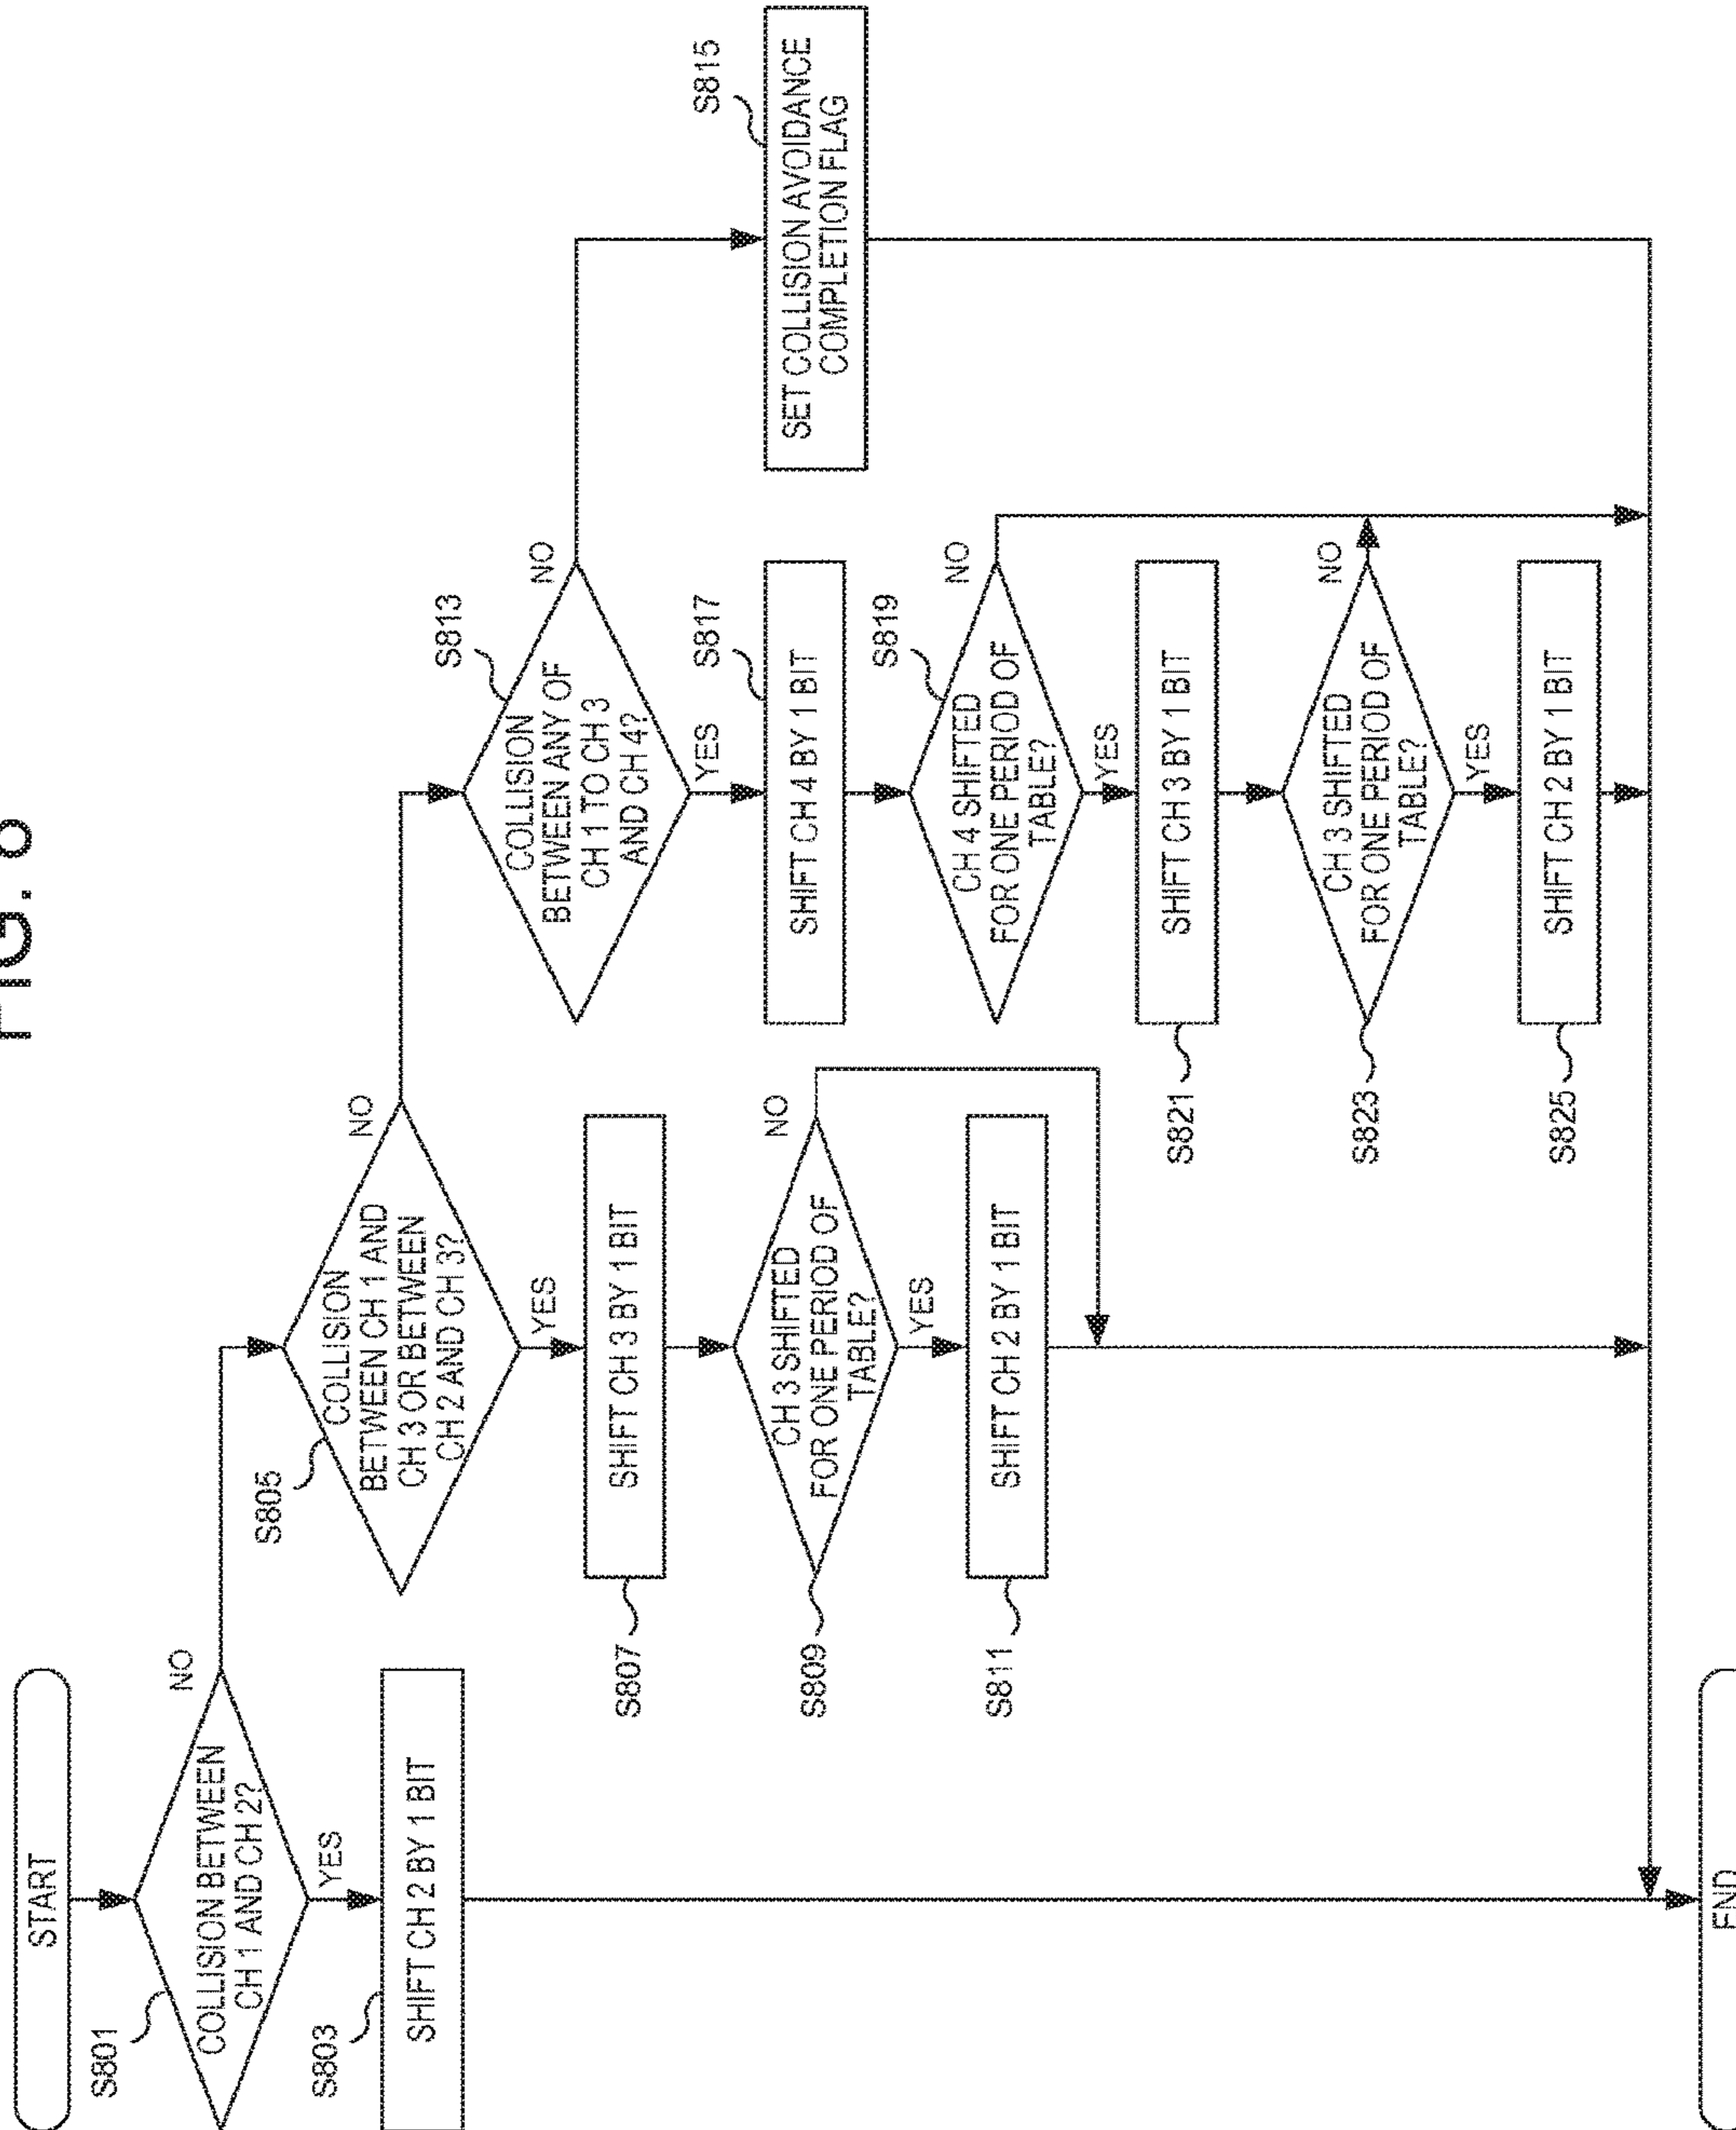 FIG. 8
START
S801
COLLISION BETWEEN
CH 1 AND CH 2?
NO
YES
S803
SHIFT CH 2 BY 1 BIT
S805
COLLISION
BETWEEN CH 1 AND
CH 3 OR BETWEEN
CH 2 AND CH 3?
NO
YES
S807
SHIFT CH 3 BY 1 BIT
S809
CH 3 SHIFTED
FOR ONE PERIOD OF
TABLE?
NO
YES
S811
SHIFT CH 2 BY 1 BIT
S813
COLLISION
BETWEEN ANY OF
CH 1 TO CH 3
AND CH 4?
NO
YES
S815
SET COLLISION AVOIDANCE
COMPLETION FLAG
S817
SHIFT CH 4 BY 1 BIT
S819
CH 4 SHIFTED
FOR ONE PERIOD OF
TABLE?
NO
YES
S821
SHIFT CH 3 BY 1 BIT
S823
CH 3 SHIFTED
FOR ONE PERIOD OF
TABLE?
NO
YES
S825
SHIFT CH 2 BY 1 BIT
END